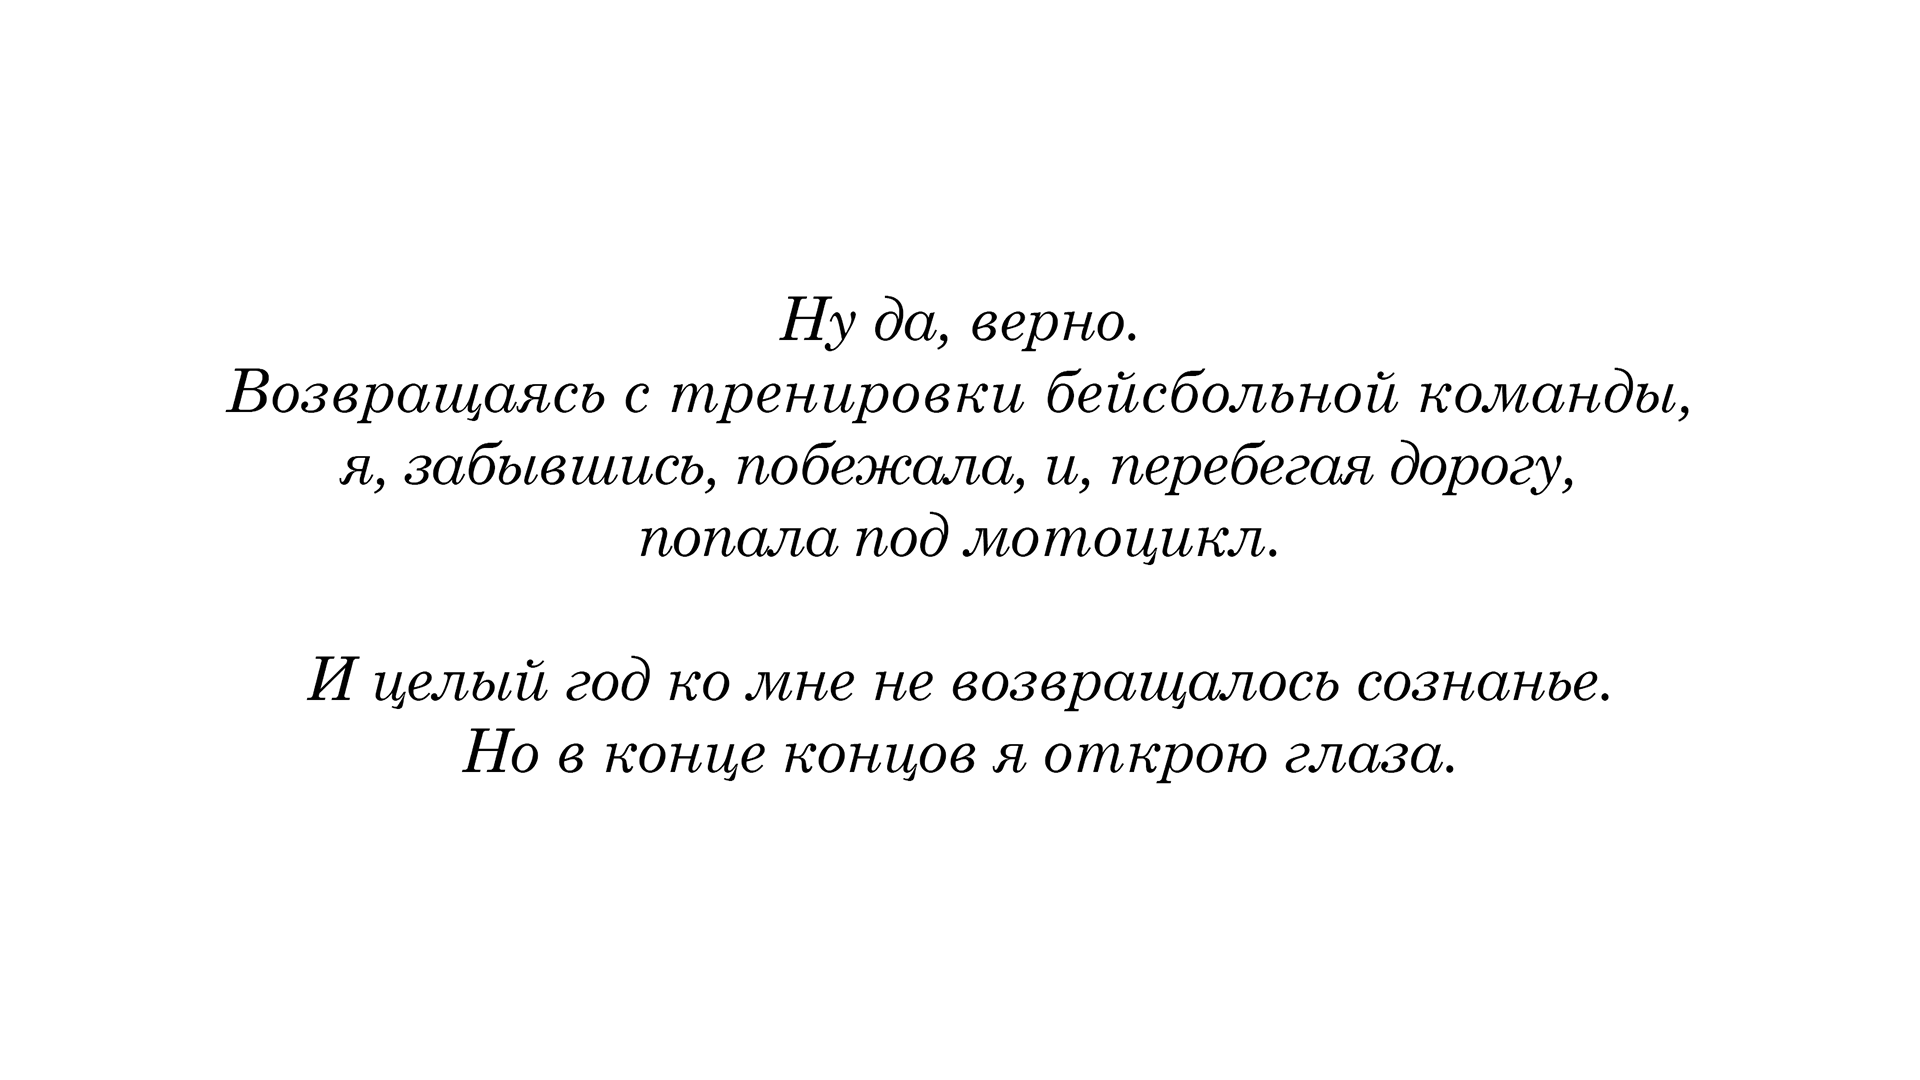 Ну да, верно.
Возвращаясь с тренировки бейсбольной команды,
я, забывшись, побежала, и, перебегая дорогу,
попала под мотоцикл.
И целый год ко мне не возвращалось сознанье.
Но в конце концов я открою глаза.